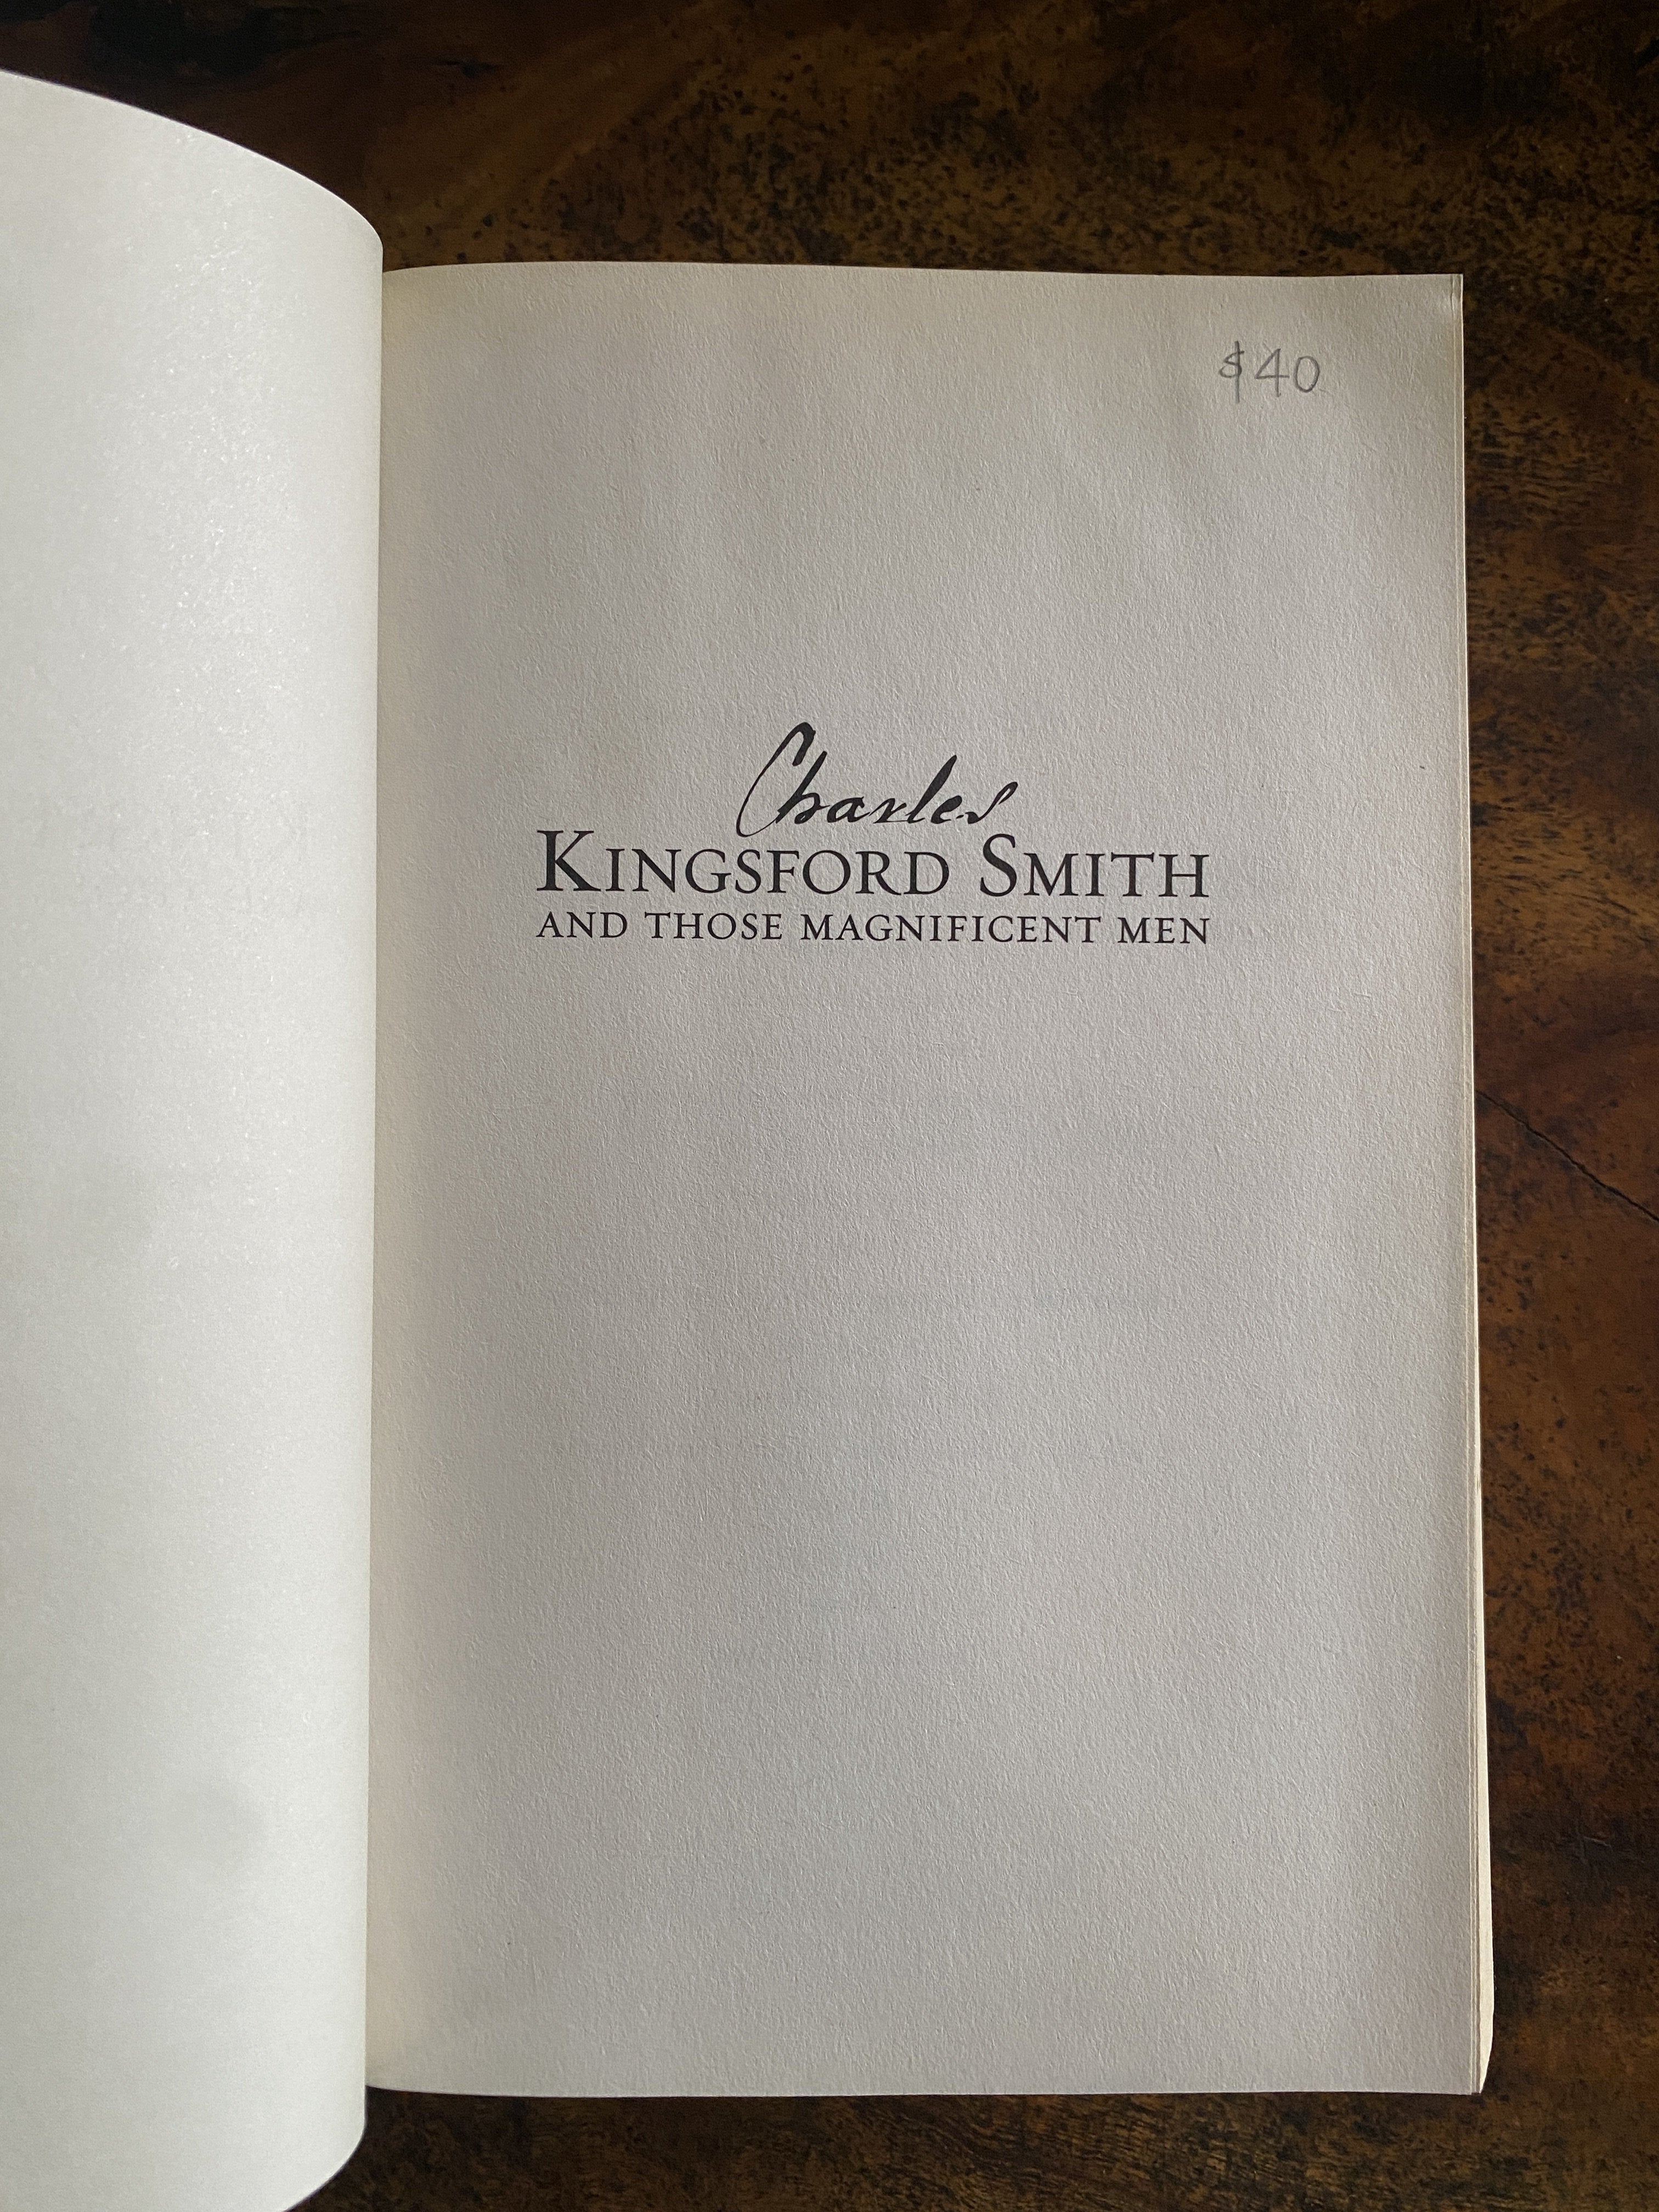 $40
Charles
KINGSFORD SMITH
AND THOSE MAGNIFICENT MEN